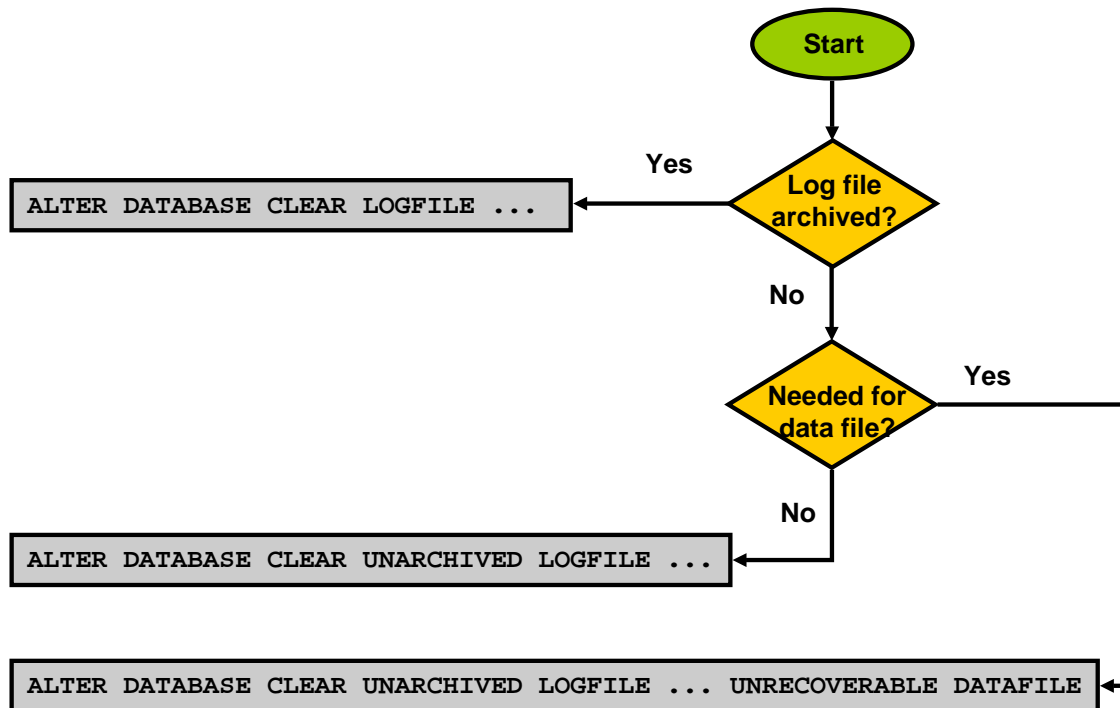 Start
Yes
Log file
archived?
ALTER DATABASE CLEAR LOGFILE ...
No
Needed for
data file?
Yes
No
ALTER DATABASE CLEAR UNARCHIVED LOGFILE ...
ALTER DATABASE CLEAR UNARCHIVED LOGFILE ... UNRECOVERABLE DATAFILE